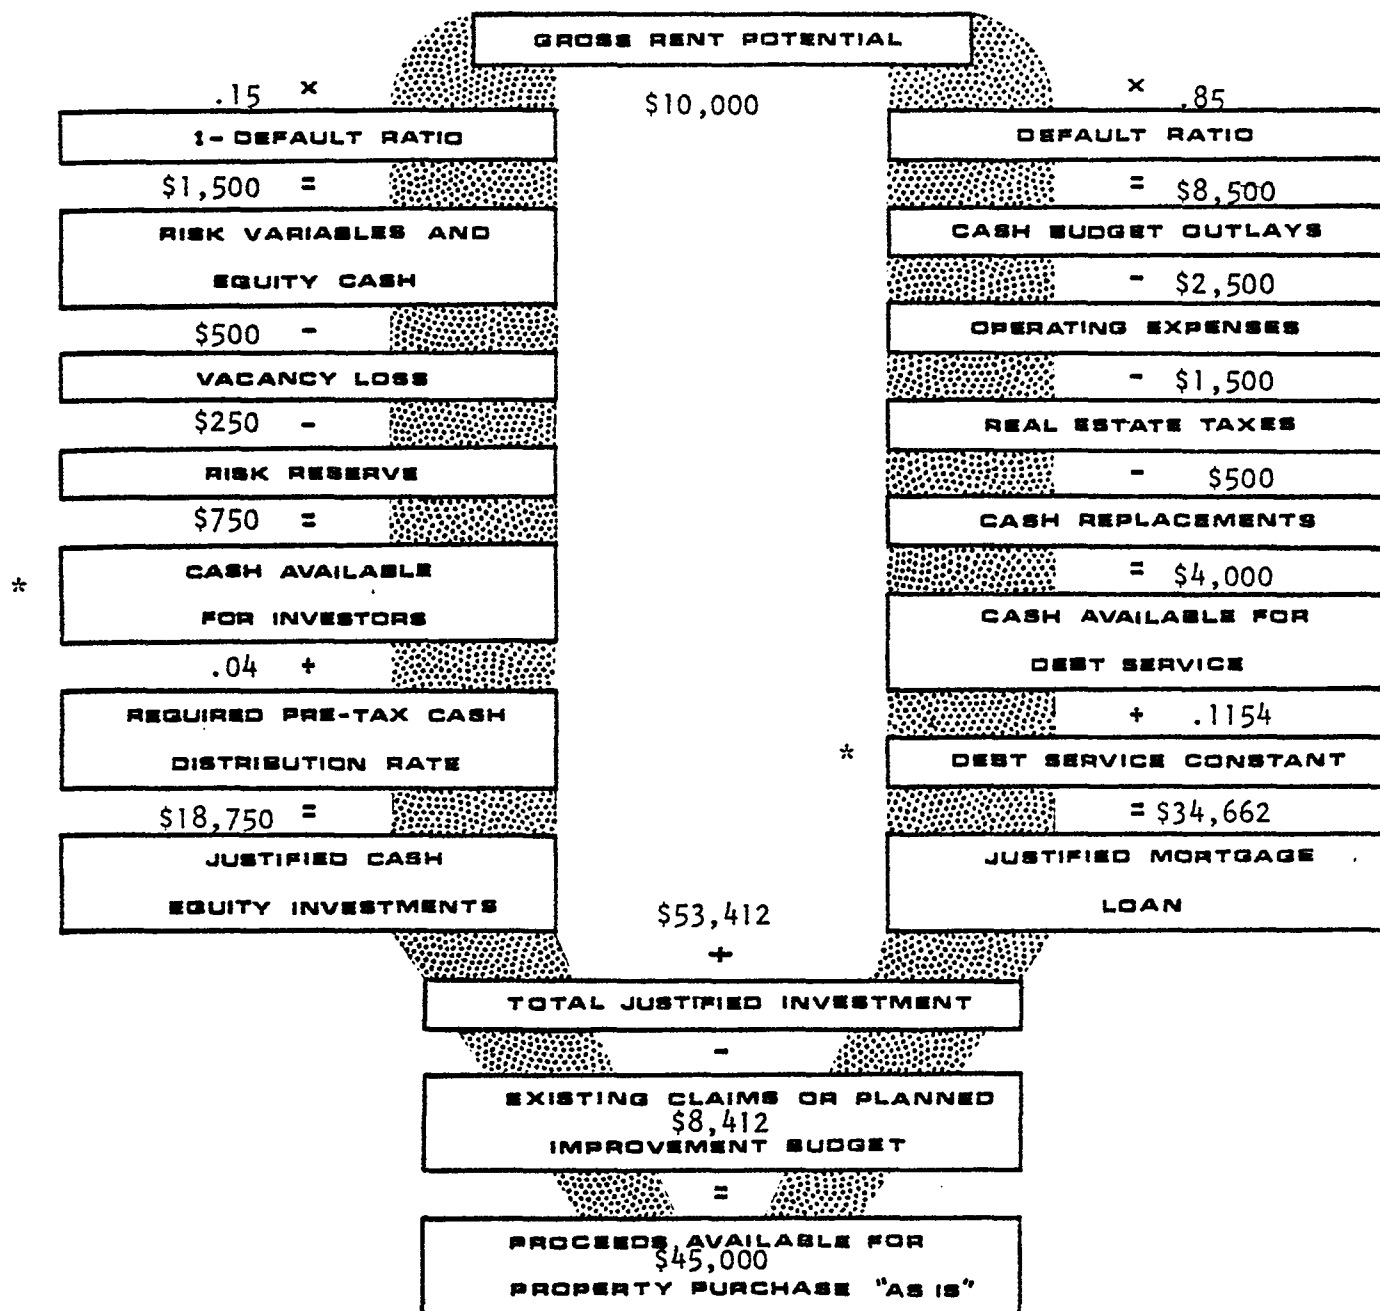 GROSS RENT POTENTIAL
$10,000
.15 ×
1- DEFAULT RATIO
$1,500 =
RISK VARIABLES AND
EQUITY CASH
$500 -
VACANCY LOSS
$250 -
RISK RESERVE
$750 =
*
CASH AVAILABLE
FOR INVESTORS
.04 ÷
REQUIRED PRE-TAX CASH
DISTRIBUTION RATE
$18,750 =
JUSTIFIED CASH
EQUITY INVESTMENTS
× .85
DEFAULT RATIO
= $8,500
CASH BUDGET OUTLAYS
- $2,500
OPERATING EXPENSES
- $1,500
REAL ESTATE TAXES
- $500
CASH REPLACEMENTS
= $4,000
CASH AVAILABLE FOR
DEBT SERVICE
÷ .1154
*
DEBT SERVICE CONSTANT
= $34,662
JUSTIFIED MORTGAGE
LOAN
$53,412
+
TOTAL JUSTIFIED INVESTMENT
-
EXISTING CLAIMS OR PLANNED
$8,412
IMPROVEMENT BUDGET
=
PROCEEDS AVAILABLE FOR
$45,000
PROPERTY PURCHASE "AS IS"